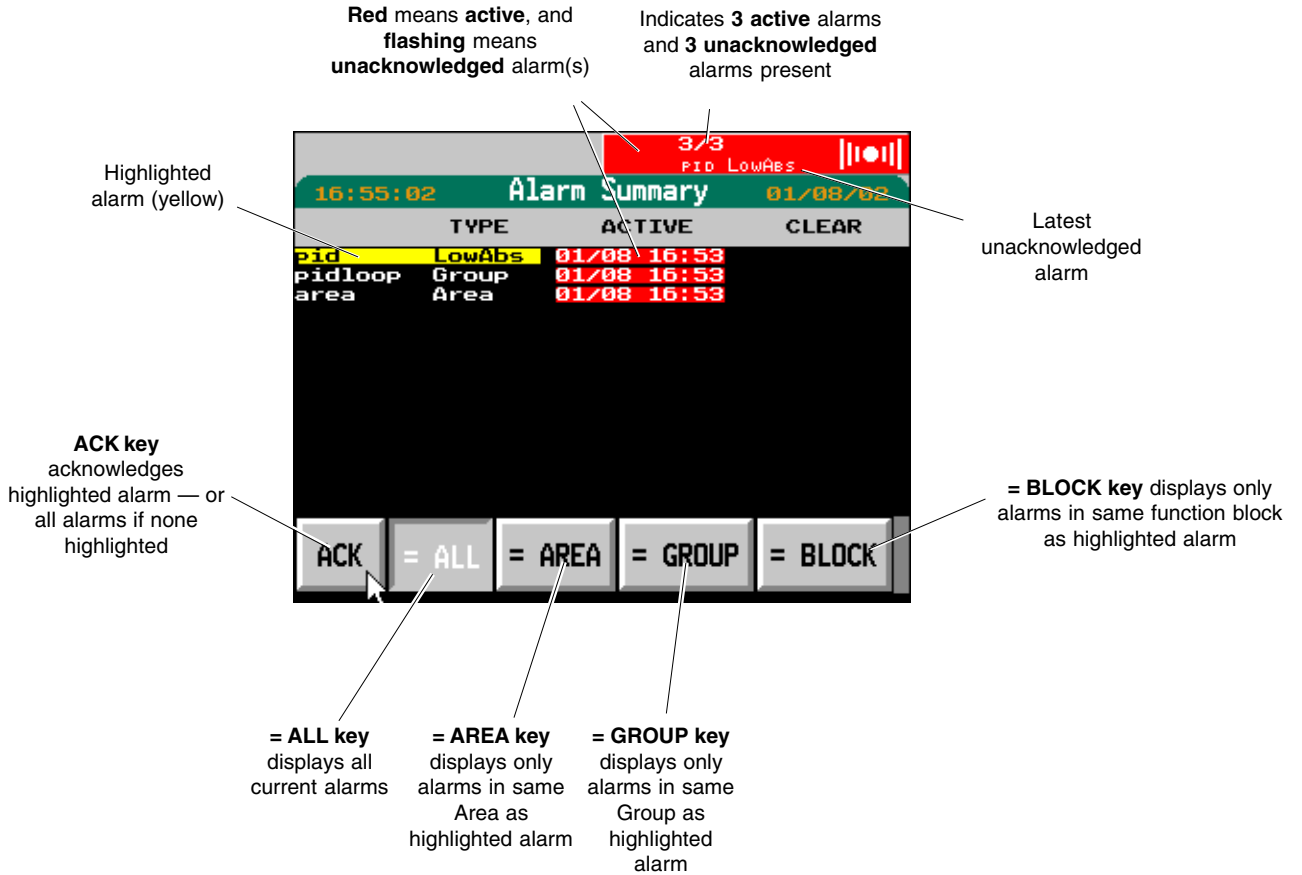 Red means active, and
flashing means
unacknowledged alarm(s)
Indicates 3 active alarms
and 3 unacknowledged
alarms present
Highlighted
alarm (yellow)
3/3
PID LowAbs
16:55:02 Alarm Summary 01/08/02
TYPE ACTIVE CLEAR
pid LowAbs 01/08 16:53
pidloop Group 01/08 16:53
area Area 01/08 16:53
Latest
unacknowledged
alarm
ACK key
acknowledges
highlighted alarm — or
all alarms if none
highlighted
= BLOCK key displays only
alarms in same function block
as highlighted alarm
ACK = ALL = AREA = GROUP = BLOCK
= ALL key
displays all
current alarms
= AREA key
displays only
alarms in same
Area as
highlighted alarm
= GROUP key
displays only
alarms in same
Group as
highlighted
alarm